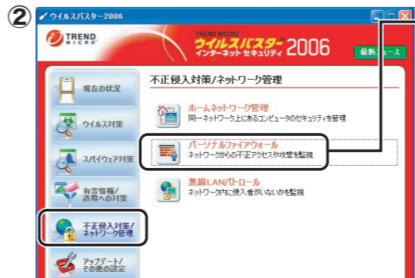 ②
ウイルスバスター2006
TREND MICRO
TREND MICRO
ウイルスバスター2006
インターネット セキュリティ
現在の状況
ウイルス対策
スパイウェア対策
有害情報/
詐欺への対策
不正侵入対策/
ネットワーク管理
アップデート/
その他の設定
不正侵入対策/ネットワーク管理
ホームネットワーク管理
同一ネットワーク上にあるコンピュータのセキュリティを管理
パーソナルファイアウォール
ネットワークからの不正アクセスや攻撃を監視
無線LANパトロール
ネットワーク内に侵入者がいないかを監視